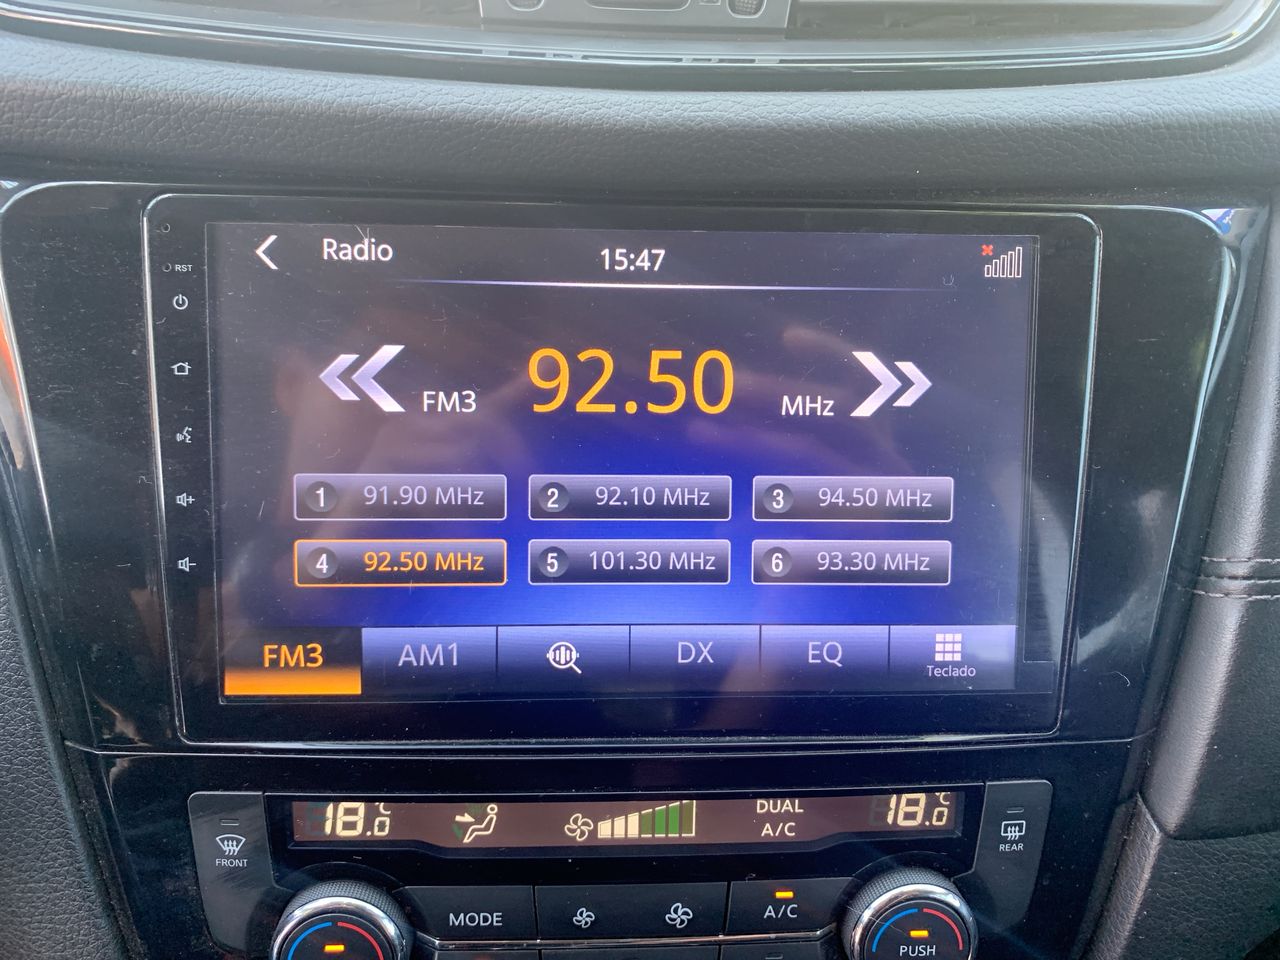 Radio
15:47
RST
FM3 92.50 MHz
1 91.90 MHz
2 92.10 MHz
3 94.50 MHz
4 92.50 MHz
5 101.30 MHz
6 93.30 MHz
FM3 AM1 DX EQ Teclado
18.0 °C
DUAL
A/C
18.0 °C
FRONT
REAR
MODE
A/C
PUSH